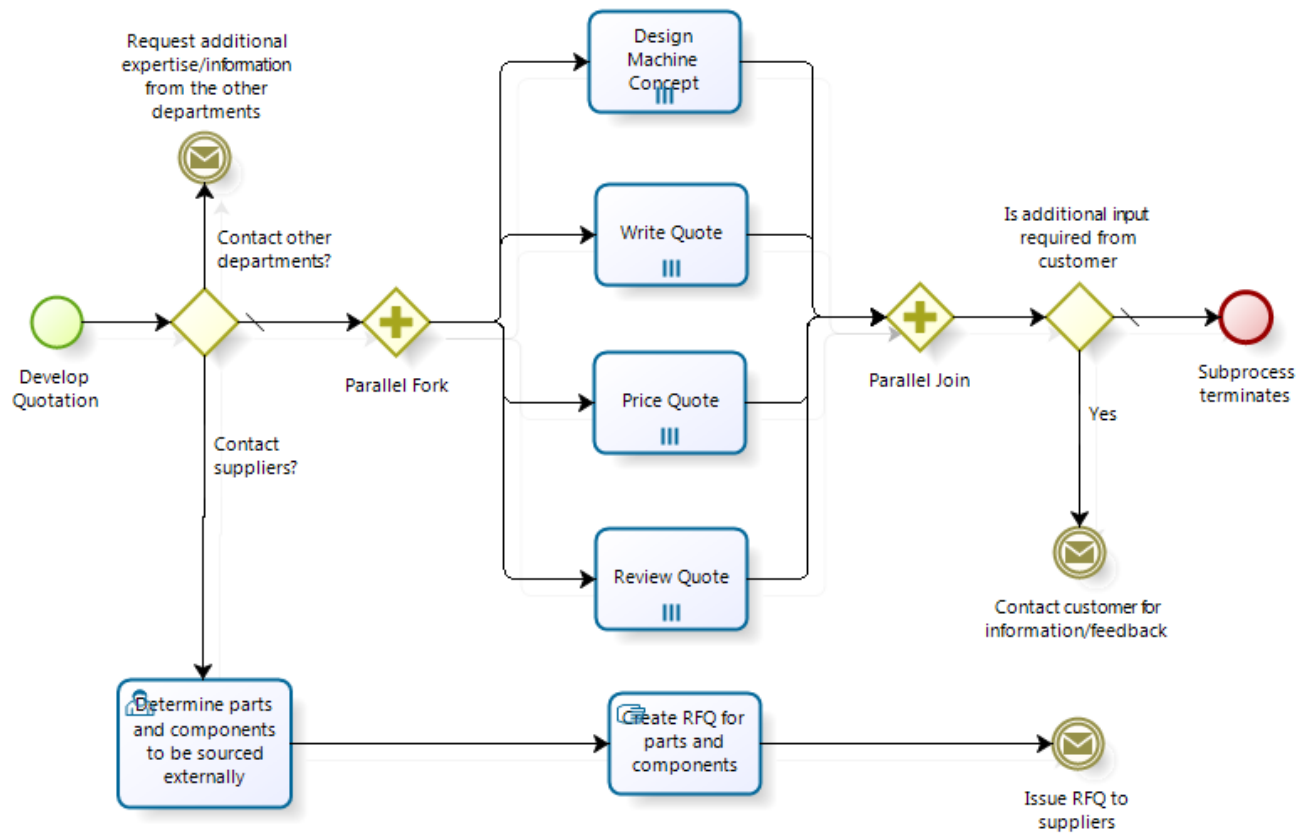 Request additional
expertise/information
from the other
departments
Contact other
departments?
Develop
Quotation
Contact
suppliers?
Parallel Fork
Design
Machine
Concept
Write Quote
Price Quote
Review Quote
Parallel Join
Is additional input
required from
customer
Subprocess
terminates
Yes
Contact customer for
information/feedback
Determine parts
and components
to be sourced
externally
Create RFQ for
parts and
components
Issue RFQ to
suppliers